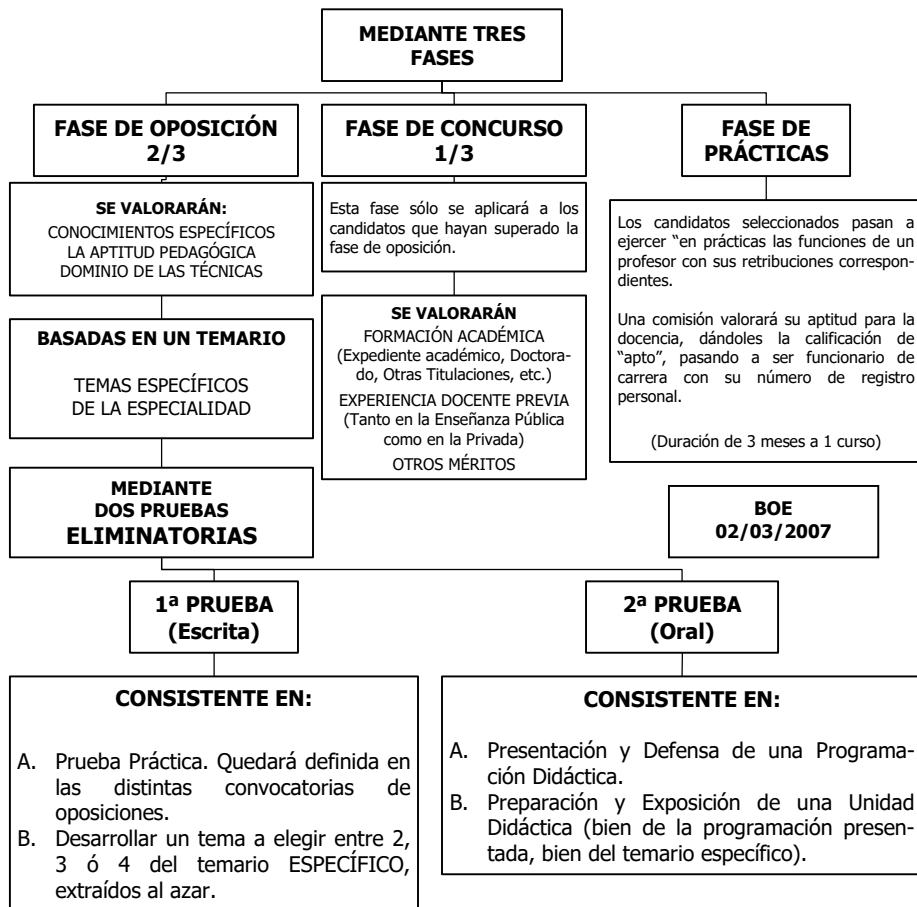 MEDIANTE TRES
FASES
FASE DE OPOSICIÓN
2/3
FASE DE CONCURSO
1/3
FASE DE
PRÁCTICAS
SE VALORARÁN:
CONOCIMIENTOS ESPECÍFICOS
LA APTITUD PEDAGÓGICA
DOMINIO DE LAS TÉCNICAS
Esta fase sólo se aplicará a los
candidatos que hayan superado la
fase de oposición.
Los candidatos seleccionados pasan a
ejercer “en prácticas las funciones de un
profesor con sus retribuciones correspon-
dientes.
Una comisión valorará su aptitud para la
docencia, dándoles la calificación de
“apto”, pasando a ser funcionario de
carrera con su número de registro
personal.
(Duración de 3 meses a 1 curso)
BASADAS EN UN TEMARIO
TEMAS ESPECÍFICOS
DE LA ESPECIALIDAD
SE VALORARÁN
FORMACIÓN ACADÉMICA
(Expediente académico, Doctora-
do, Otras Titulaciones, etc.)
EXPERIENCIA DOCENTE PREVIA
(Tanto en la Enseñanza Pública
como en la Privada)
OTROS MÉRITOS
MEDIANTE
DOS PRUEBAS
ELIMINATORIAS
BOE
02/03/2007
1ª PRUEBA
(Escrita)
2ª PRUEBA
(Oral)
CONSISTENTE EN:
A. Prueba Práctica. Quedará definida en
las distintas convocatorias de
oposiciones.
B. Desarrollar un tema a elegir entre 2,
3 ó 4 del temario ESPECÍFICO,
extraídos al azar.
CONSISTENTE EN:
A. Presentación y Defensa de una Programa-
ción Didáctica.
B. Preparación y Exposición de una Unidad
Didáctica (bien de la programación presen-
tada, bien del temario específico).